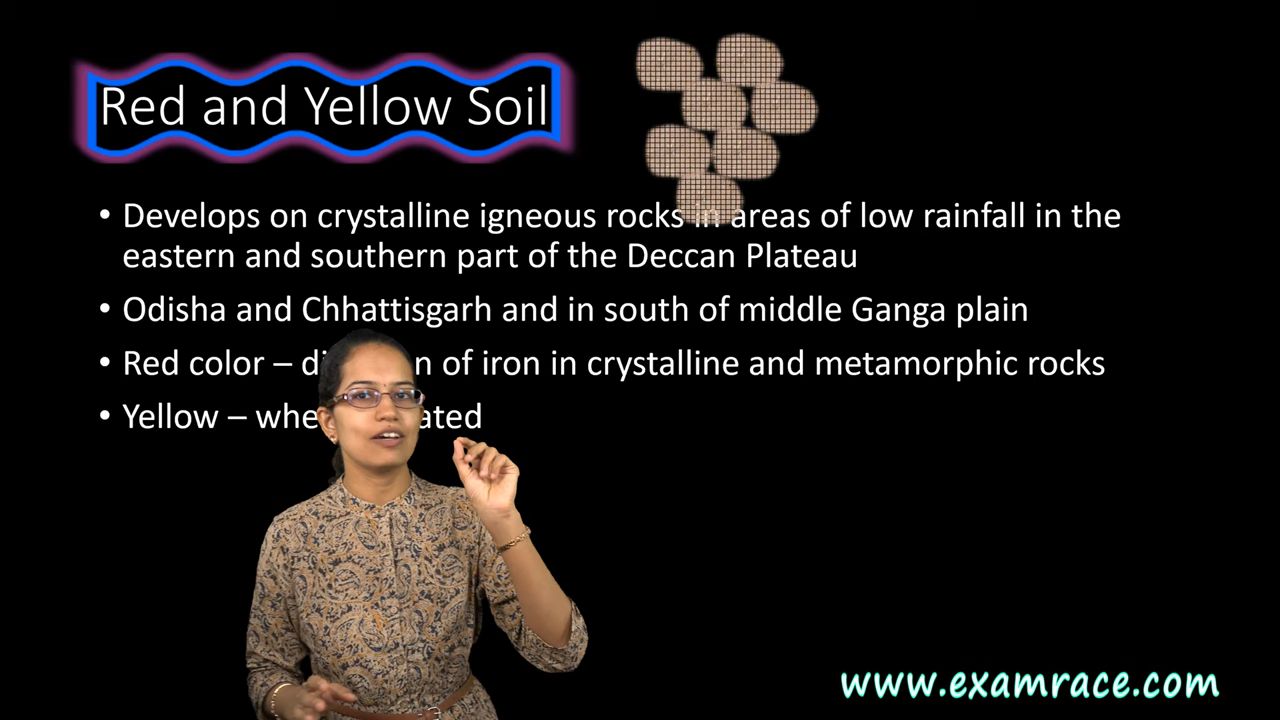 Red and Yellow Soil
• Develops on crystalline igneous rocks in areas of low rainfall in the
eastern and southern part of the Deccan Plateau
• Odisha and Chhattisgarh and in south of middle Ganga plain
• Red color – of iron in crystalline and metamorphic rocks
• Yellow –
www.examrace.com